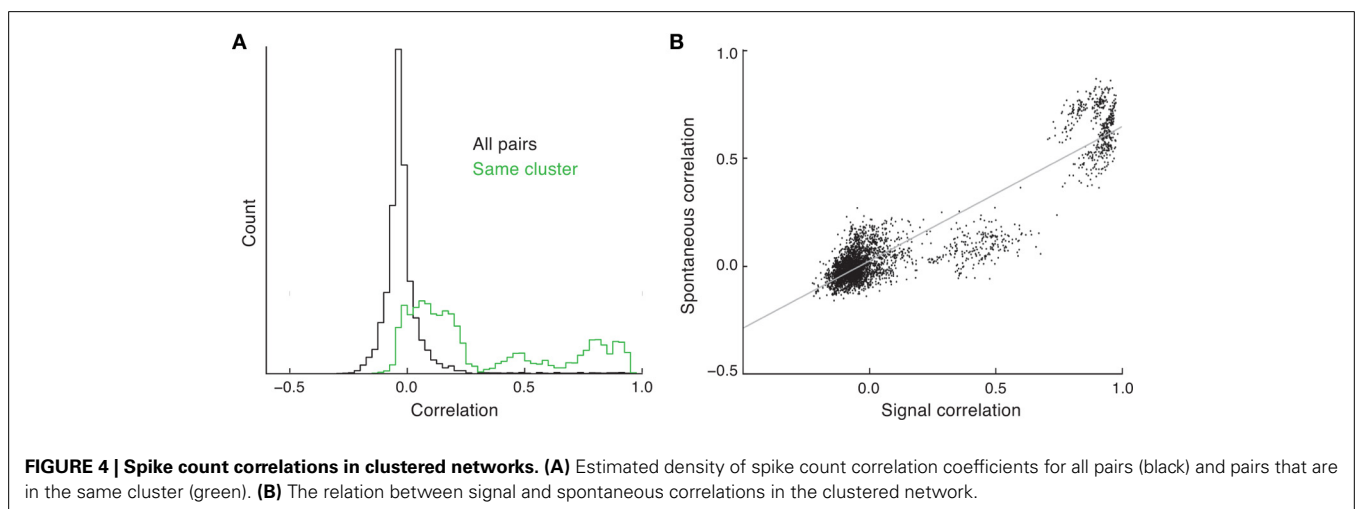 A
Count
All pairs
Same cluster
−0.5
0.0
0.5
1.0
Correlation
B
Spontaneous correlation
1.0
0.5
0.0
−0.5
0.0
0.5
1.0
Signal correlation
FIGURE 4 | Spike count correlations in clustered networks. (A) Estimated density of spike count correlation coefficients for all pairs (black) and pairs that are
in the same cluster (green). (B) The relation between signal and spontaneous correlations in the clustered network.